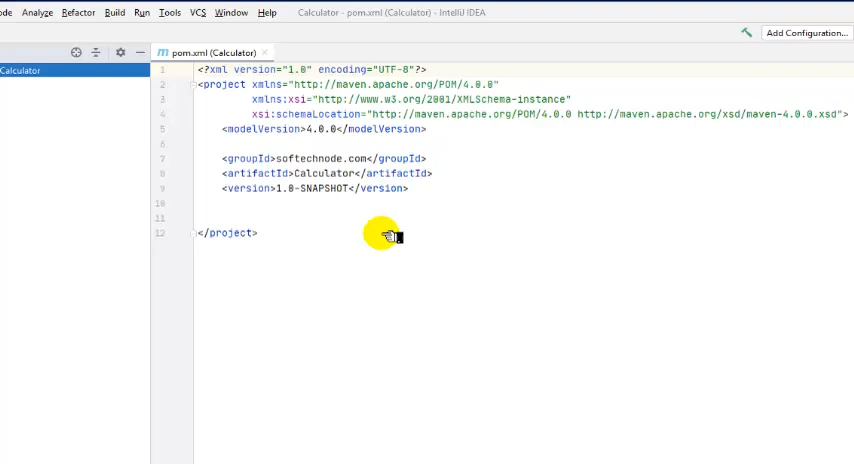 Analyze Refactor Build Run Tools VCS Window Help Calculator - pom.xml (Calculator) - IntelliJ IDEA
Add Configuration...
pom.xml (Calculator)
Calculator
1 <?xml version="1.0" encoding="UTF-8"?>
2 <project xmlns="http://maven.apache.org/POM/4.0.0"
3 xmlns:xsi="http://www.w3.org/2001/XMLSchema-instance"
4 xsi:schemaLocation="http://maven.apache.org/POM/4.0.0 http://maven.apache.org/xsd/maven-4.0.0.xsd">
5 <modelVersion>4.0.0</modelVersion>
6
7 <groupId>softechnode.com</groupId>
8 <artifactId>Calculator</artifactId>
9 <version>1.0-SNAPSHOT</version>
10
11
12 </project>